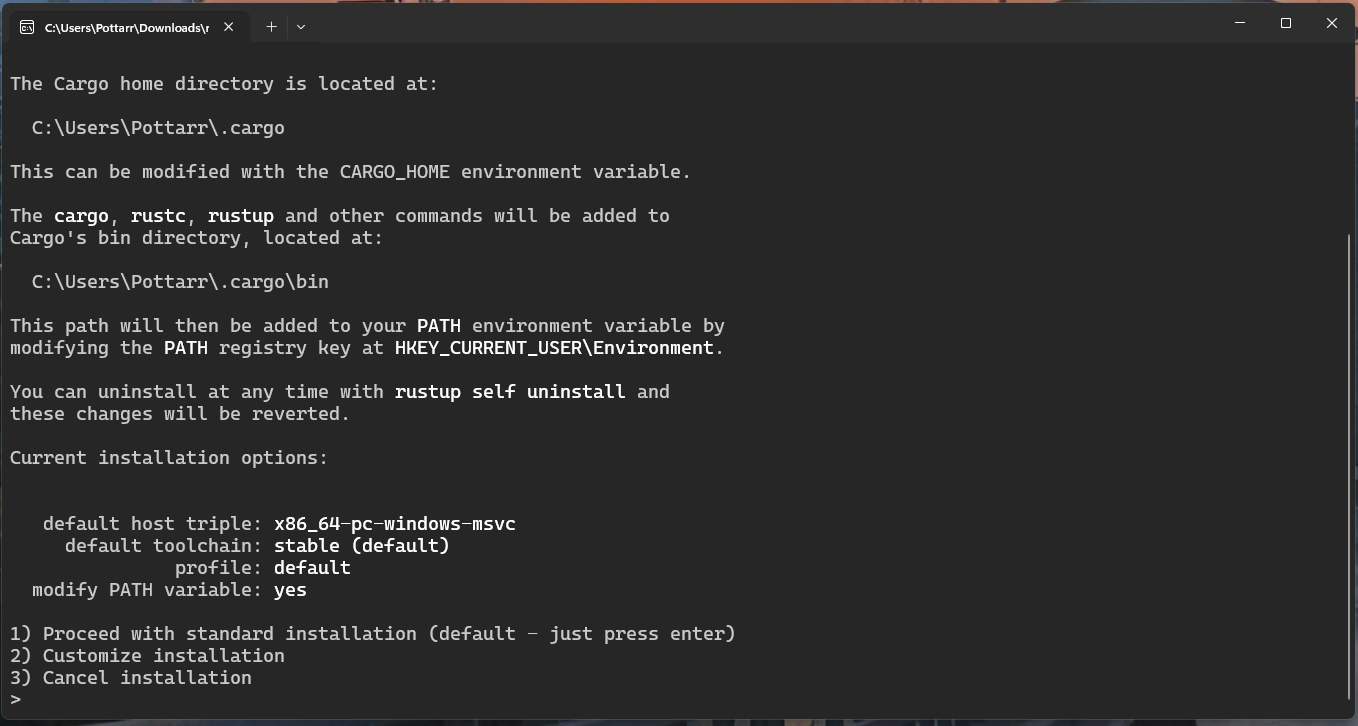 C:\Users\Pottarr\Downloads\r
The Cargo home directory is located at:
C:\Users\Pottarr\.cargo
This can be modified with the CARGO_HOME environment variable.
The cargo, rustc, rustup and other commands will be added to
Cargo's bin directory, located at:
C:\Users\Pottarr\.cargo\bin
This path will then be added to your PATH environment variable by
modifying the PATH registry key at HKEY_CURRENT_USER\Environment.
You can uninstall at any time with rustup self uninstall and
these changes will be reverted.
Current installation options:
default host triple: x86_64-pc-windows-msvc
default toolchain: stable (default)
profile: default
modify PATH variable: yes
1) Proceed with standard installation (default - just press enter)
2) Customize installation
3) Cancel installation
>